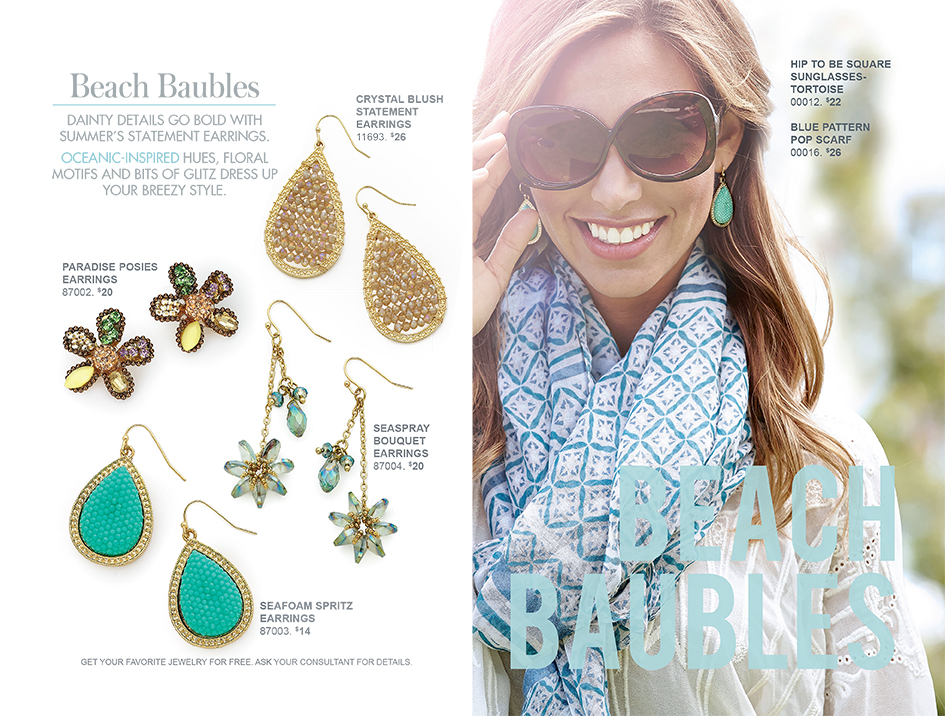 Beach Baubles
DAINTY DETAILS GO BOLD WITH
SUMMER'S STATEMENT EARRINGS.
OCEANIC-INSPIRED HUES, FLORAL
MOTIFS AND BITS OF GLITZ DRESS UP
YOUR BREEZY STYLE.
CRYSTAL BLUSH
STATEMENT
EARRINGS
11693. $26
PARADISE POSIES
EARRINGS
87002. $20
SEASPRAY
BOUQUET
EARRINGS
87004. $20
SEAFOAM SPRITZ
EARRINGS
87003. $14
GET YOUR FAVORITE JEWELRY FOR FREE. ASK YOUR CONSULTANT FOR DETAILS.
HIP TO BE SQUARE
SUNGLASSES-
TORTOISE
00012. $22
BLUE PATTERN
POP SCARF
00016. $26
BEACH
BAUBLES